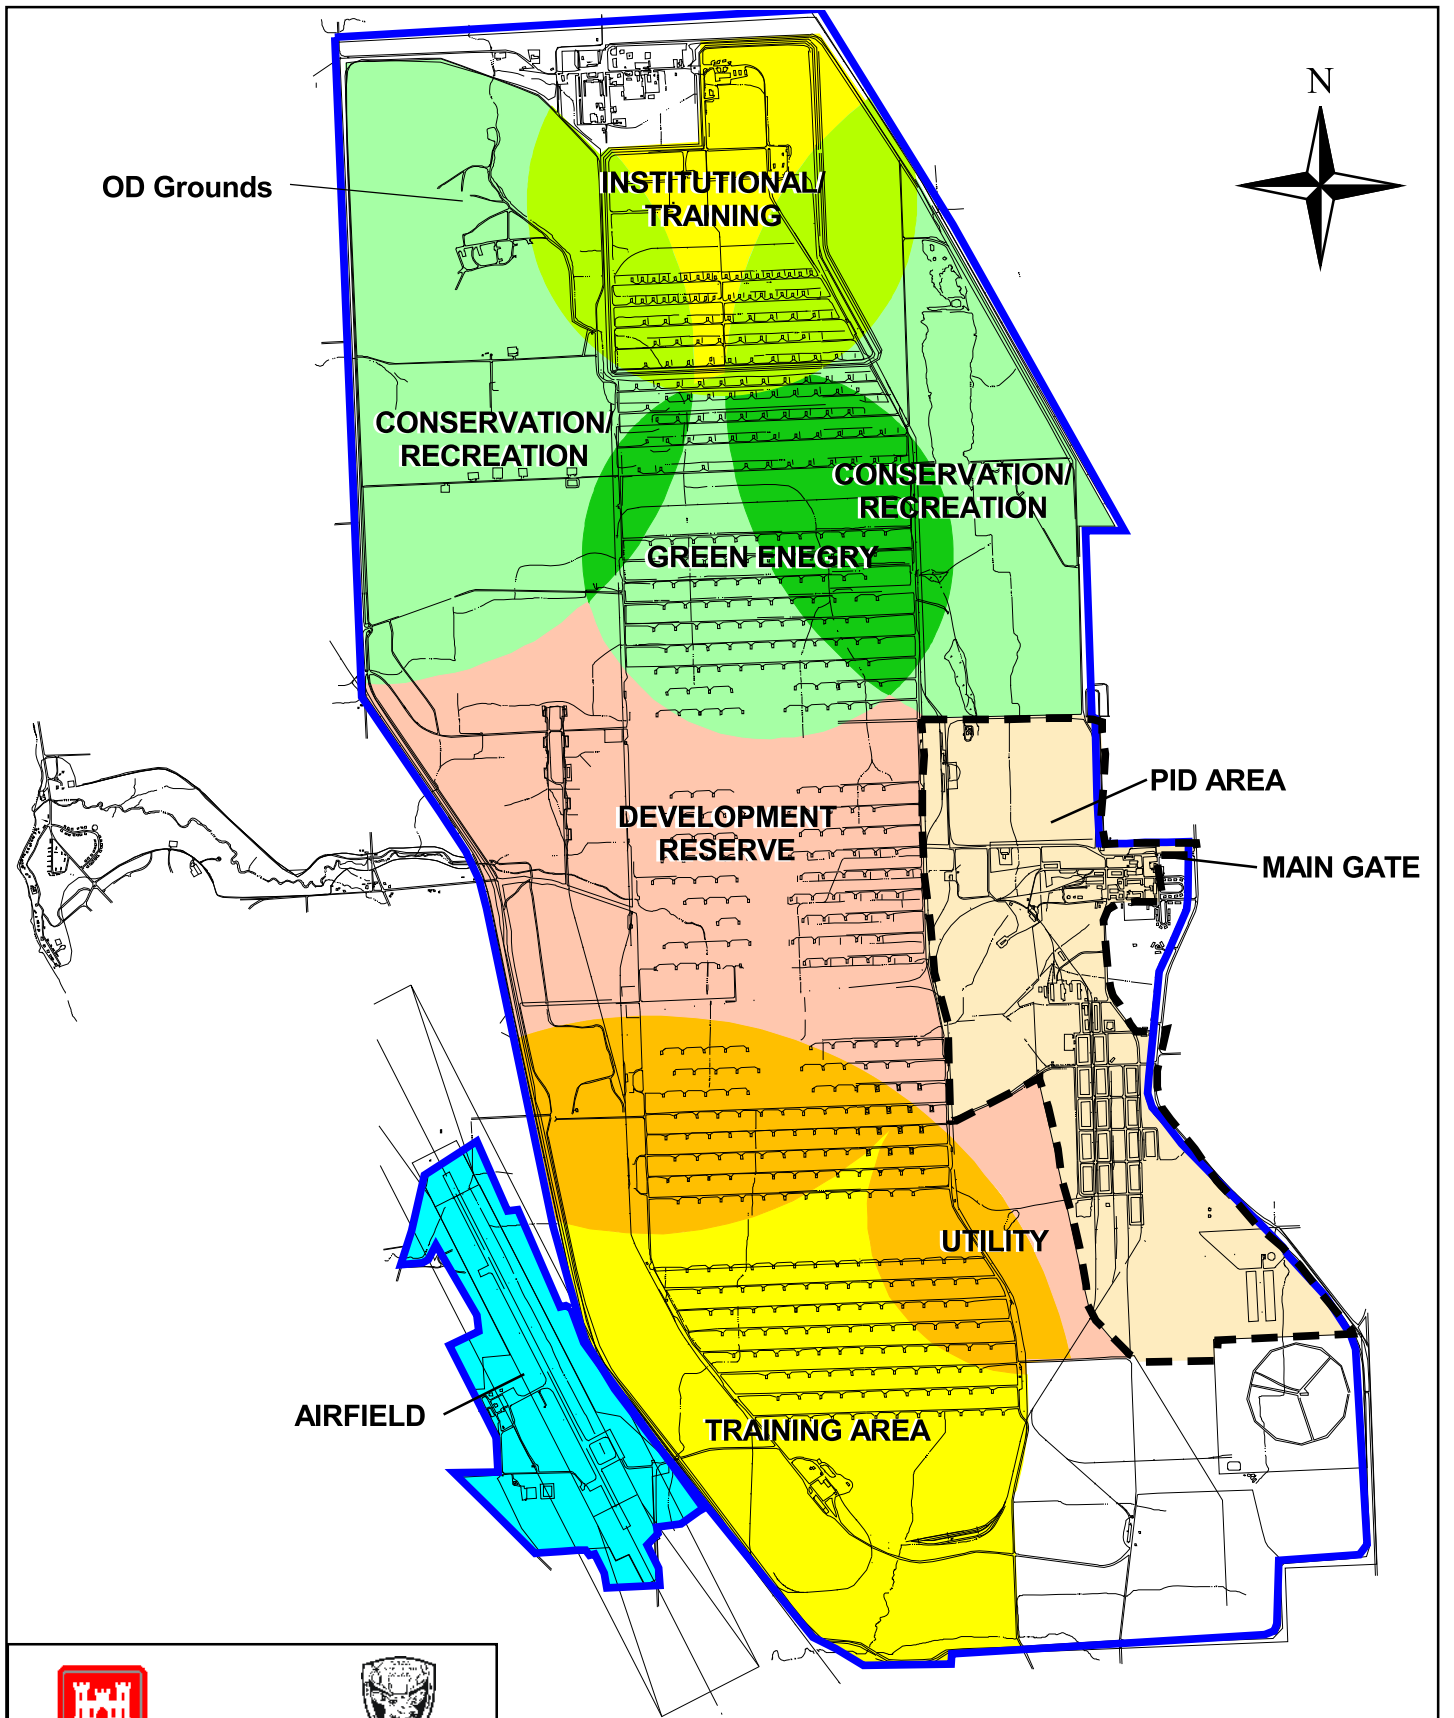 N
OD Grounds
INSTITUTIONAL/
TRAINING
CONSERVATION/
RECREATION
CONSERVATION/
RECREATION
GREEN ENEGRY
PID AREA
DEVELOPMENT
RESERVE
MAIN GATE
UTILITY
AIRFIELD
TRAINING AREA